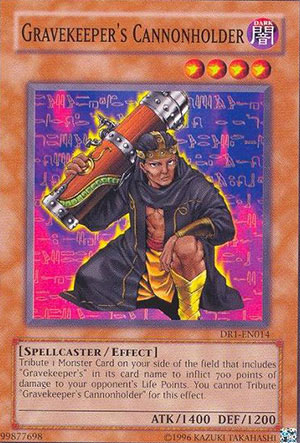 GRAVEKEEPER'S CANNONHOLDER
DARK
闇
DR1-EN014
[SPELLCASTER / EFFECT]
Tribute 1 Monster Card on your side of the field that includes
"Gravekeeper's" in its card name to inflict 700 points of
damage to your opponent's Life Points. You cannot Tribute
"Gravekeeper's Cannonholder" for this effect.
ATK/1400 DEF/1200
99877698
©1996 KAZUKI TAKAHASHI